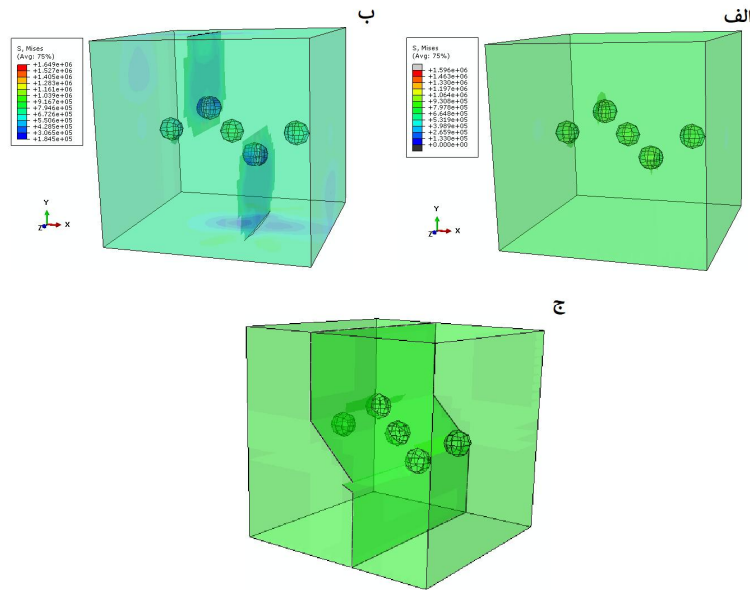 الف
S, Mises
(Avg: 75%)
+1.596e+06
+1.463e+06
+1.330e+06
+1.197e+06
+1.064e+06
+9.308e+05
+7.978e+05
+6.648e+05
+5.319e+05
+3.989e+05
+2.659e+05
+1.330e+05
+0.000e+00
Y
Z X
ب
S, Mises
(Avg: 75%)
+1.649e+06
+1.527e+06
+1.405e+06
+1.283e+06
+1.161e+06
+1.039e+06
+9.167e+05
+7.946e+05
+6.726e+05
+5.506e+05
+4.285e+05
+3.065e+05
+1.845e+05
Y
Z X
ج